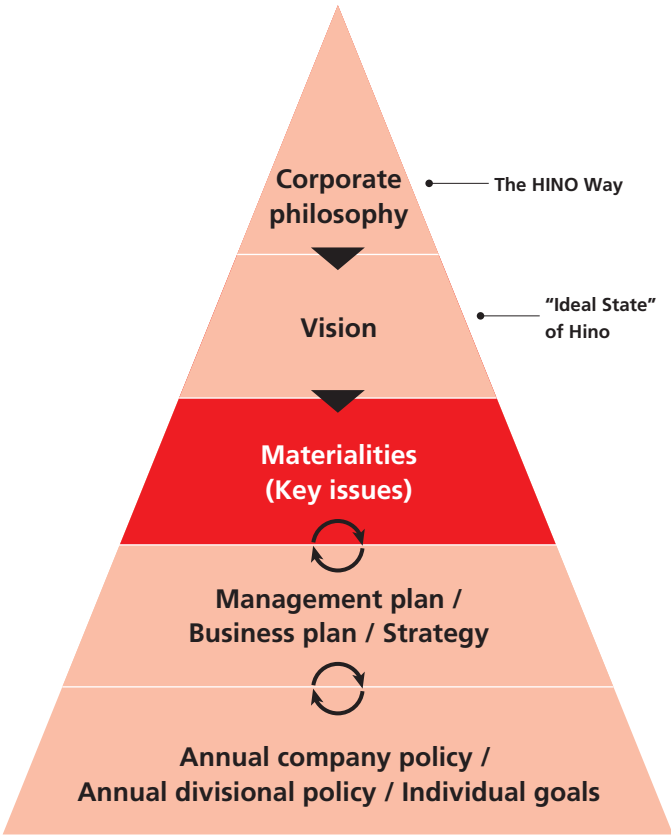 Corporate
philosophy
The HINO Way
Vision
"Ideal State"
of Hino
Materialities
(Key issues)
Management plan /
Business plan / Strategy
Annual company policy /
Annual divisional policy / Individual goals